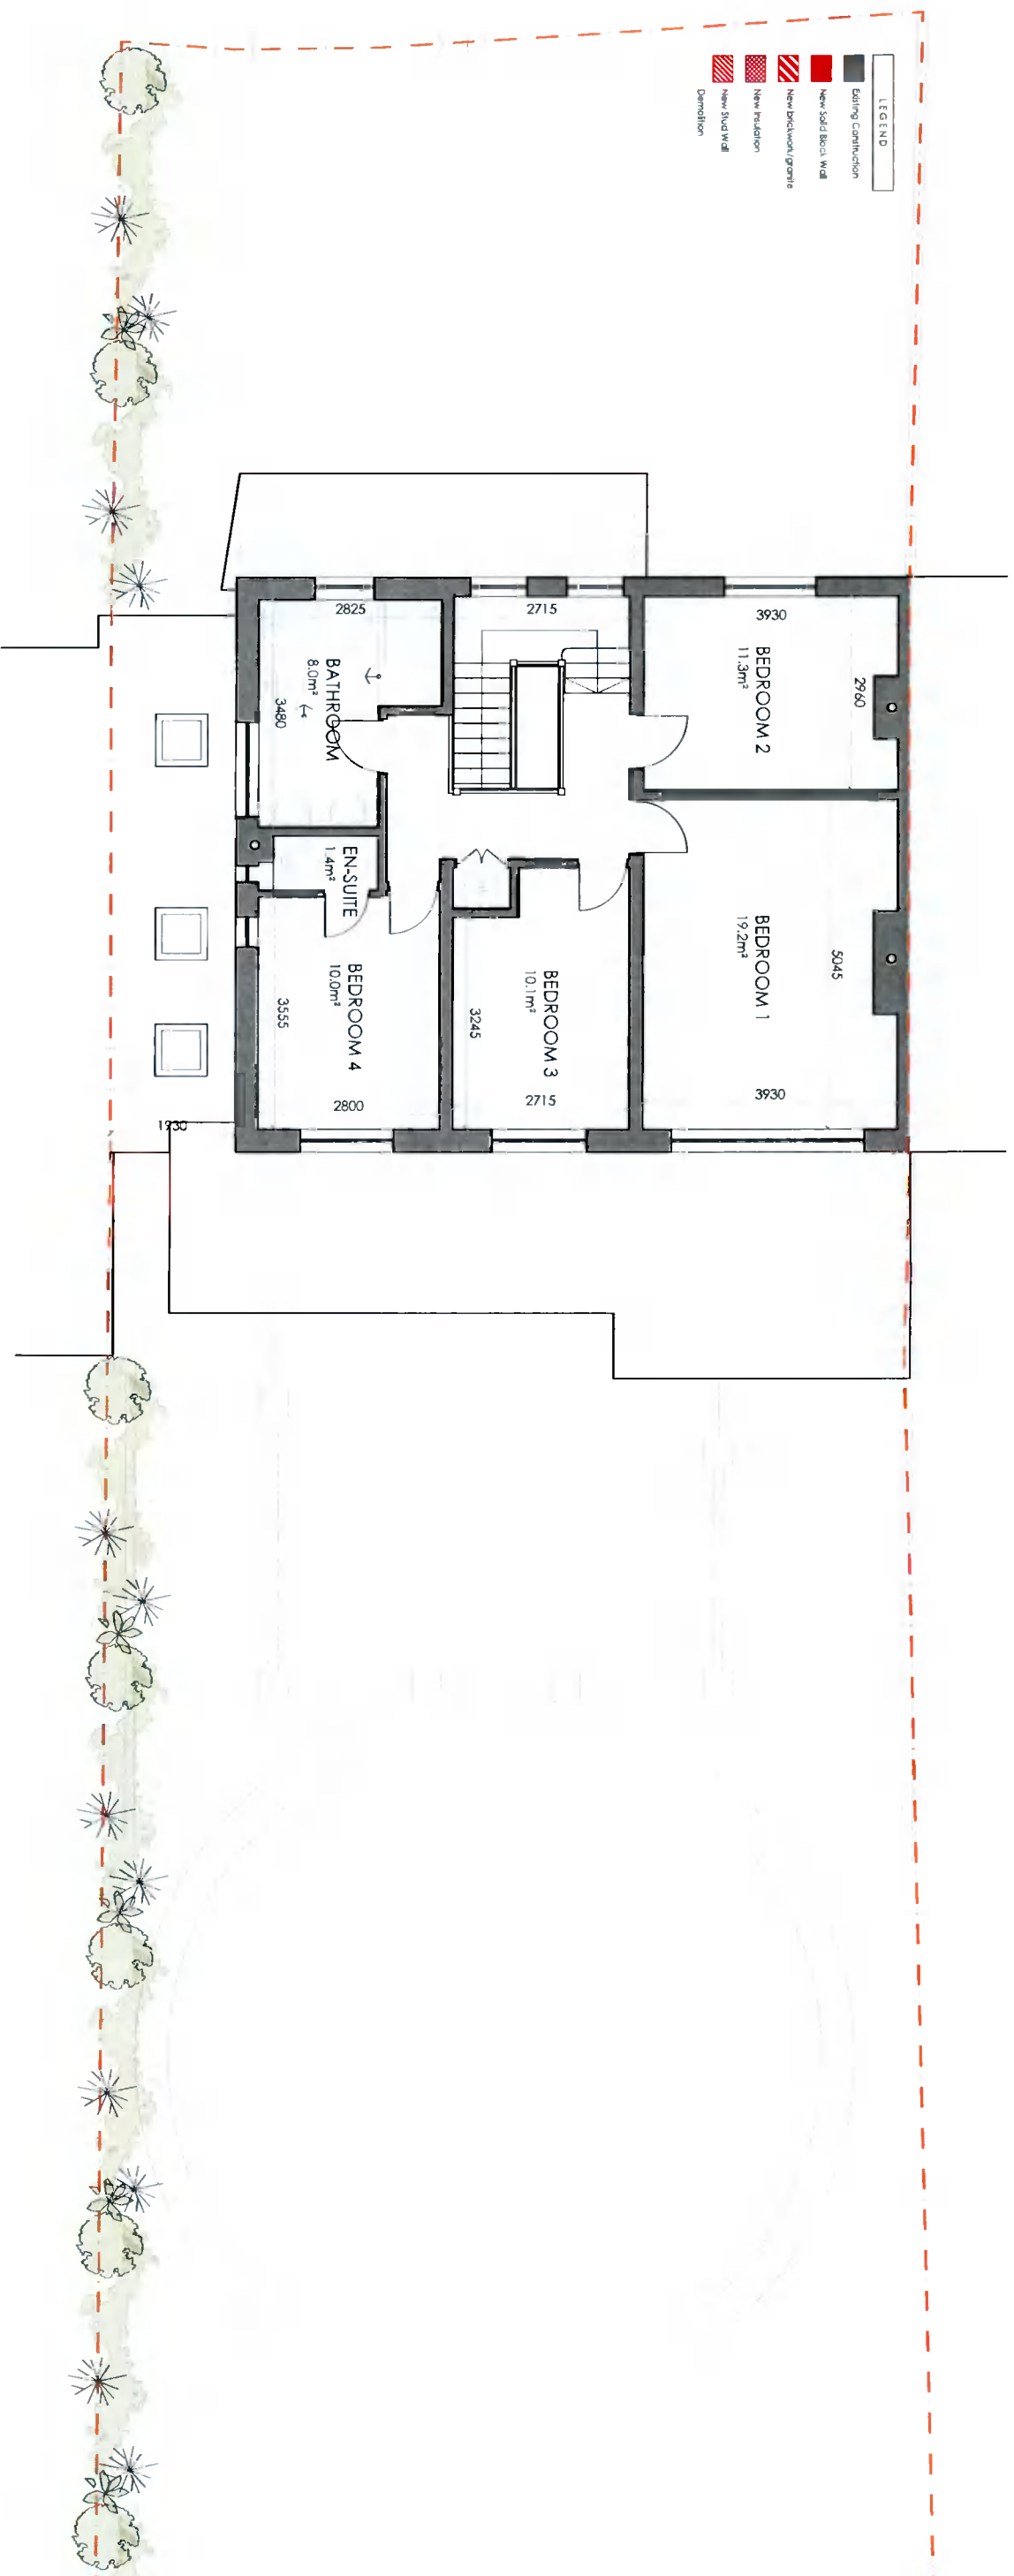 LEGEND
Existing Construction
New Solid Block Wall
New brickwork/granite
New Insulation
New Stud Wall
Demolition
2825
2715
3930
BEDROOM 2
11.3m²
2960
BATHROOM
8.0m²
3480
EN-SUITE
1.4m²
BEDROOM 1
19.2m²
5045
BEDROOM 3
10.1m²
3245
BEDROOM 4
10.0m²
3555
2800
2715
3930
1930